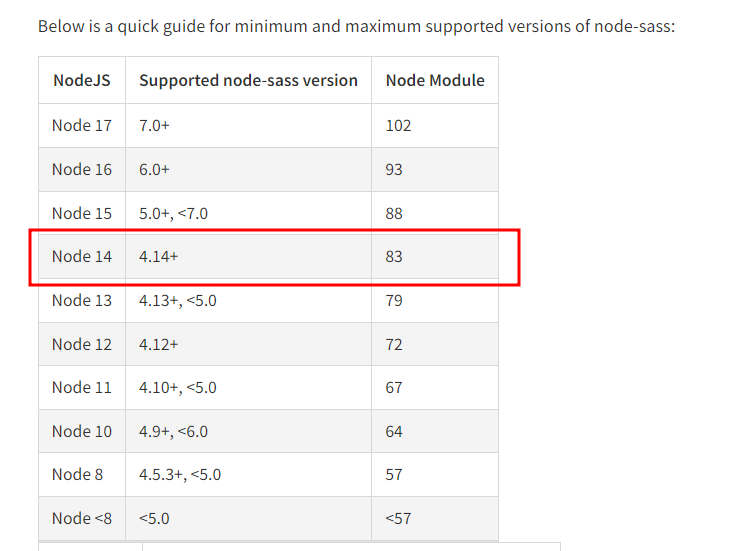 Below is a quick guide for minimum and maximum supported versions of node-sass:
NodeJS Supported node-sass version Node Module
Node 17 7.0+ 102
Node 16 6.0+ 93
Node 15 5.0+, <7.0 88
Node 14 4.14+ 83
Node 13 4.13+, <5.0 79
Node 12 4.12+ 72
Node 11 4.10+, <5.0 67
Node 10 4.9+, <6.0 64
Node 8 4.5.3+, <5.0 57
Node <8 <5.0 <57